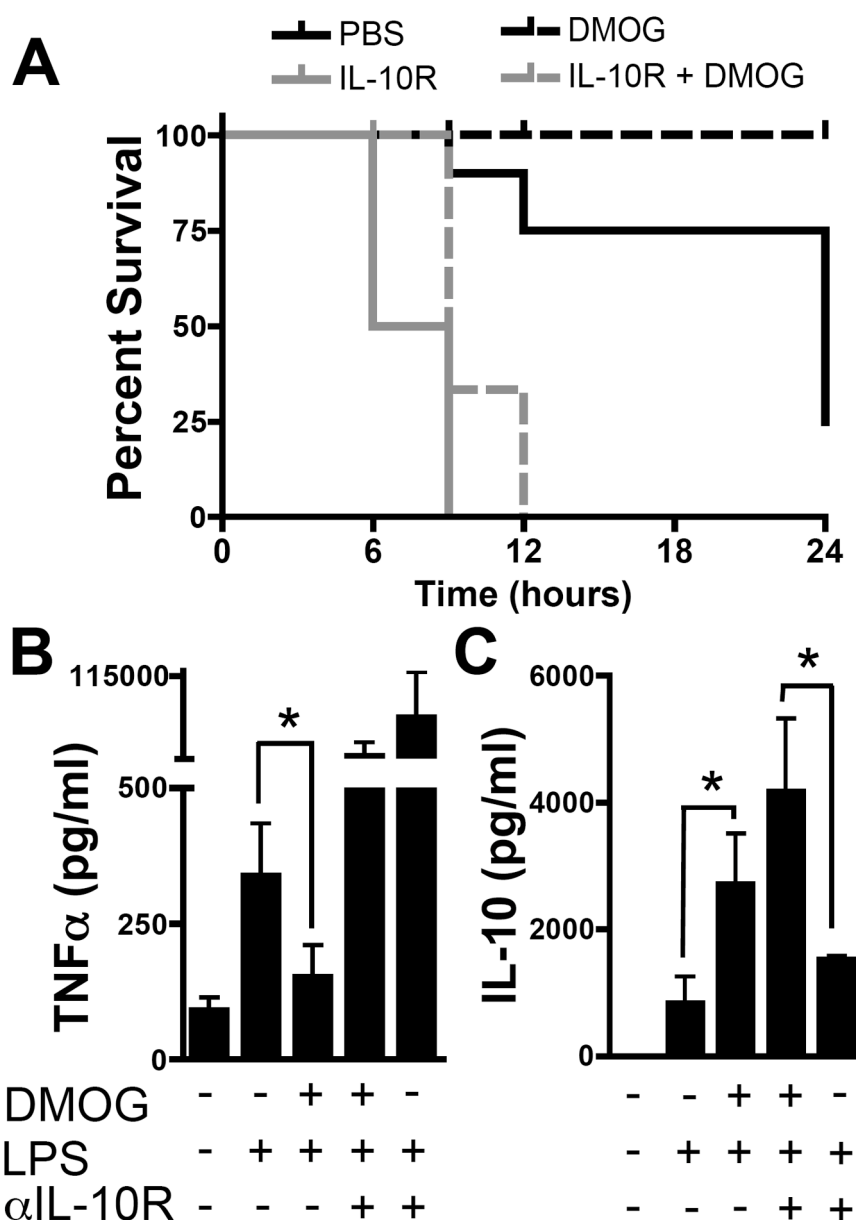 A
PBS DMOG
IL-10R IL-10R + DMOG
Percent Survival
100
75
50
25
0
0 6 12 18 24
Time (hours)
B
TNFα (pg/ml)
115000
500
250
0
*
C
IL-10 (pg/ml)
6000
4000
2000
0
* *
DMOG - - + + - - - + + -
LPS - + + + + - + + + +
αIL-10R - - - + + - - - + +